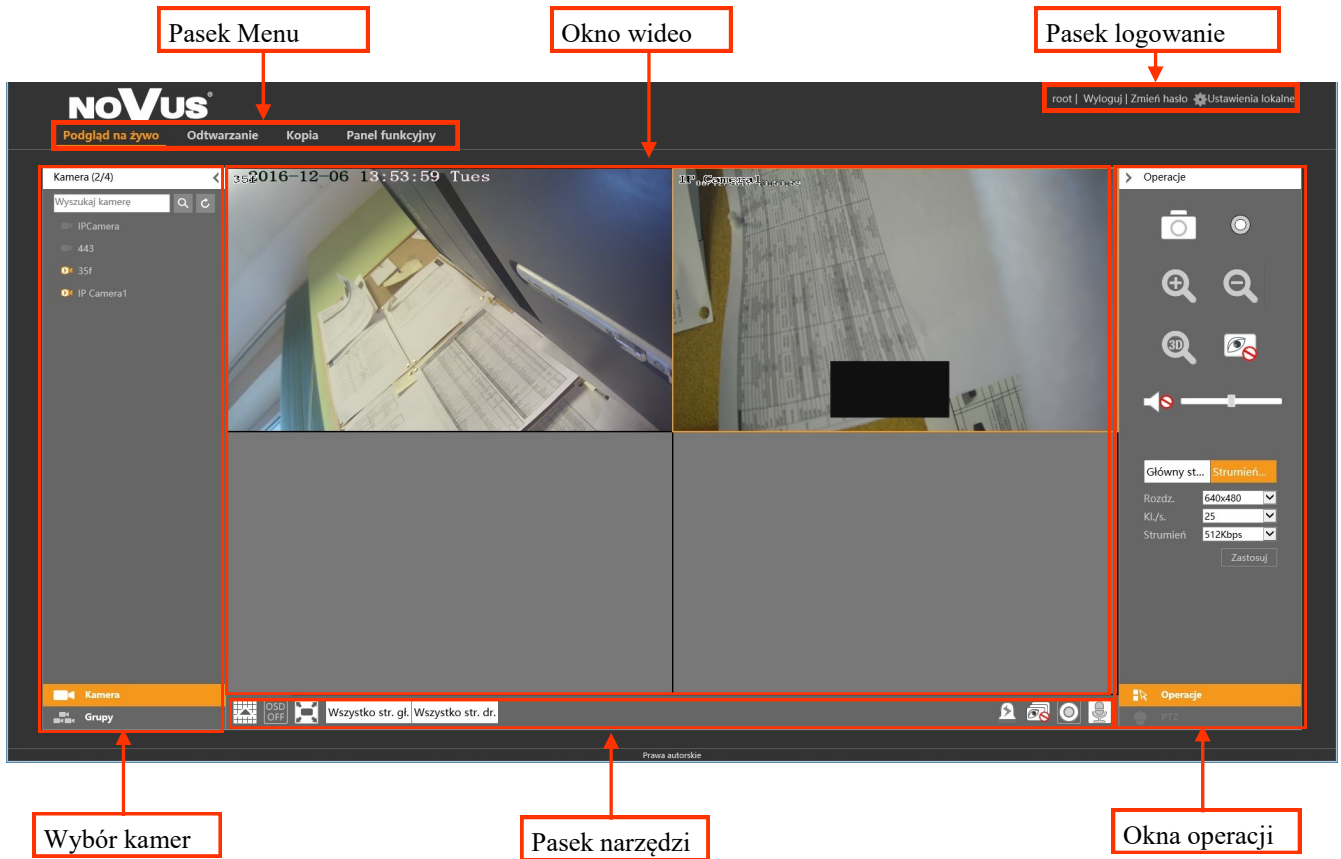 Pasek Menu
Okno wideo
Pasek logowanie
NOVUS®
root | Wyloguj | Zmień hasło Ustawienia lokalne
Podgląd na żywo Odtwarzanie Kopia Panel funkcyjny
Kamera (2/4)
Wyszukaj kamerę
IPCamera
443
35f
IP Camera1
2016-12-06 13:53:59 Tues
IP Camera1
Operacje
3D
Główny st... Strumień...
Rozdz. 640x480
Kl./s. 25
Strumień 512Kbps
Zastosuj
Kamera
Grupy
OSD
OFF
Wszystko str. gł. Wszystko str. dr.
Operacje
PTZ
Prawa autorskie
Wybór kamer
Pasek narzędzi
Okna operacji